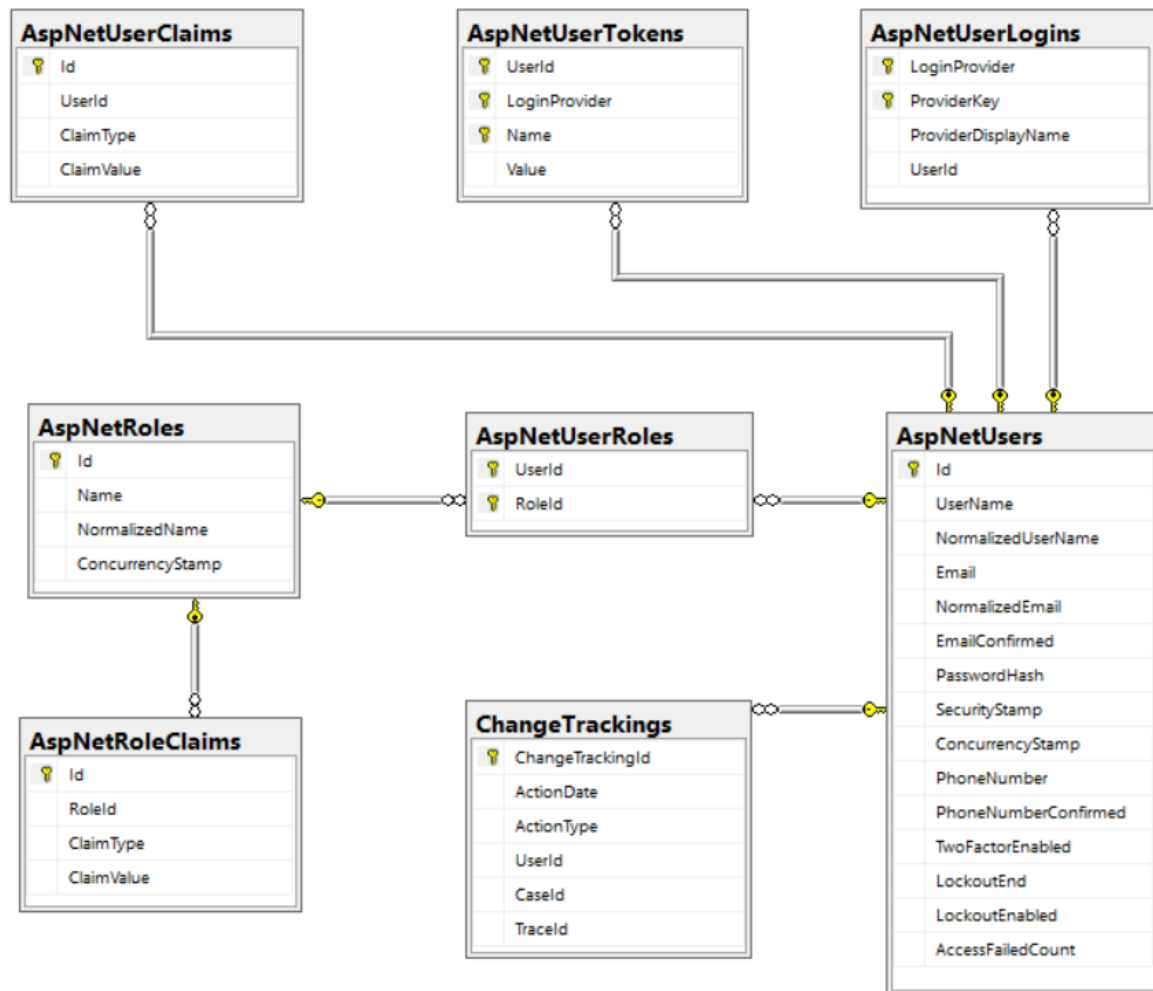 AspNetUserClaims
Id
UserId
ClaimType
ClaimValue
AspNetUserTokens
UserId
LoginProvider
Name
Value
AspNetUserLogins
LoginProvider
ProviderKey
ProviderDisplayName
UserId
AspNetRoles
Id
Name
NormalizedName
ConcurrencyStamp
AspNetUserRoles
UserId
RoleId
AspNetUsers
Id
UserName
NormalizedUserName
Email
NormalizedEmail
EmailConfirmed
PasswordHash
SecurityStamp
ConcurrencyStamp
PhoneNumber
PhoneNumberConfirmed
TwoFactorEnabled
LockoutEnd
LockoutEnabled
AccessFailedCount
AspNetRoleClaims
Id
RoleId
ClaimType
ClaimValue
ChangeTrackings
ChangeTrackingId
ActionDate
ActionType
UserId
CaseId
TraceId